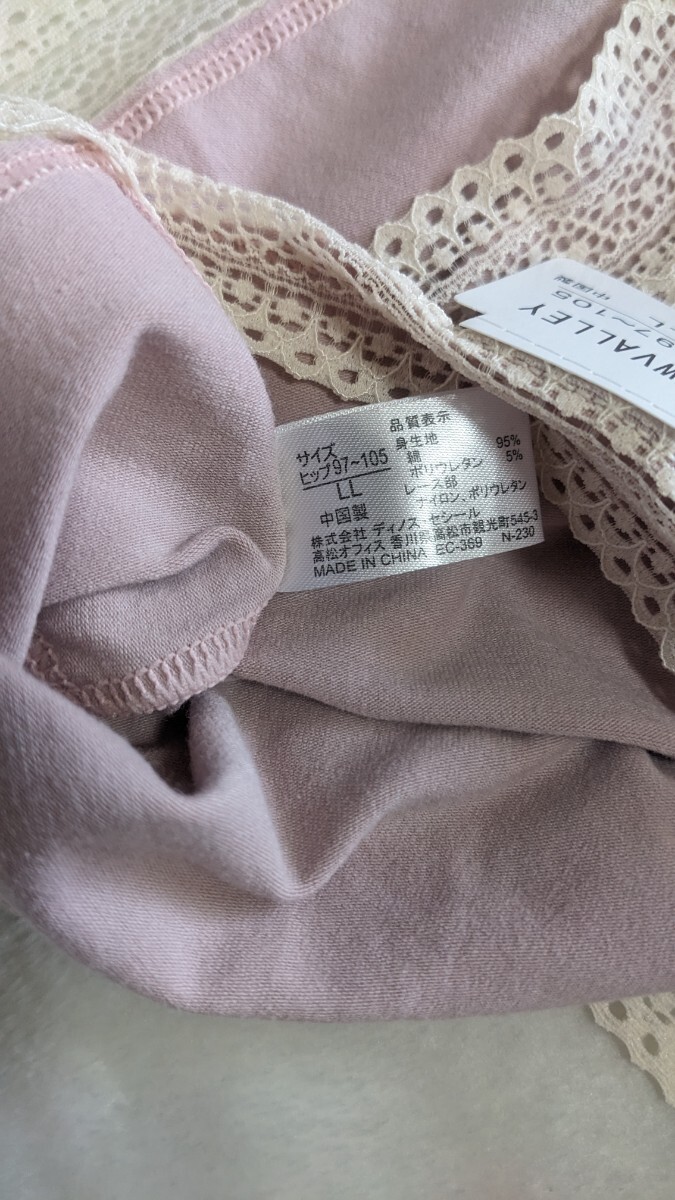 WVALLEY
97~105
中国製
サイズ
ヒップ97~105
LL
中国製
品質表示
身生地
綿 95%
ポリウレタン 5%
レース部
ナイロン、ポリウレタン
株式会社 ディノス・セシール
高松オフィス 香川県高松市観光町545-3
MADE IN CHINA EC-369 N-230